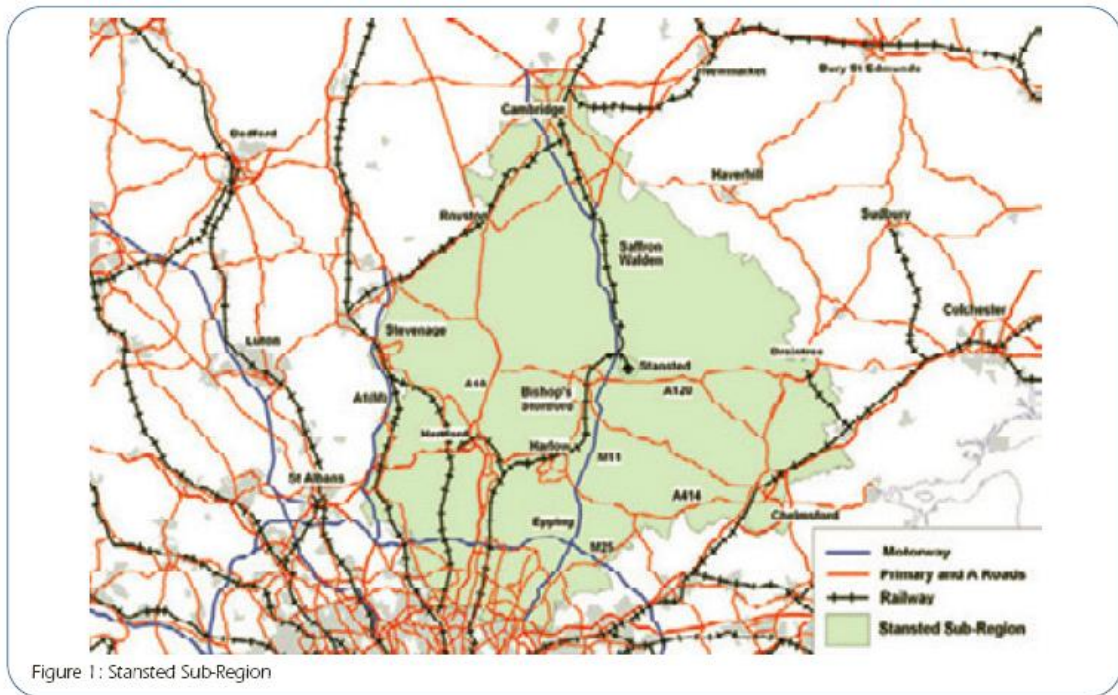 Newmarket
Bury St Edmunds
Cambridge
Bedford
Haverhill
Royston
Sudbury
Saffron
Walden
Colchester
Stevenage
Luton
Braintree
Stansted
A120
Bishop's
A1(M)
Hertford
Harlow
M11
St Albans
A414
Chelmsford
Epping
M25
Motorway
Primary and A Roads
Railway
Stansted Sub-Region
Figure 1: Stansted Sub-Region